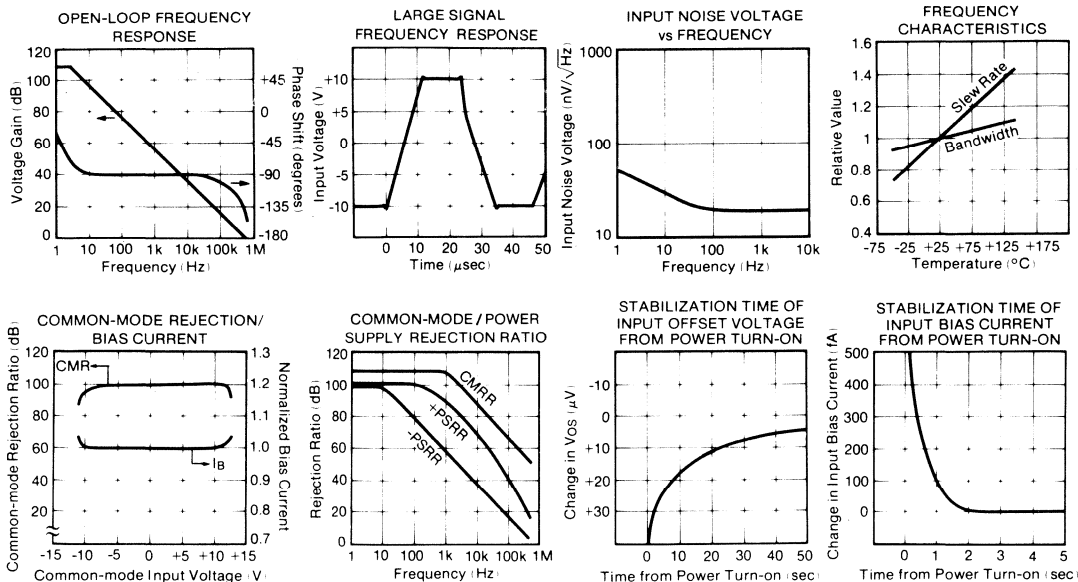 OPEN-LOOP FREQUENCY
RESPONSE
120
100
80
60
40
20
0
+45
0
-45
-90
-135
-180
Voltage Gain (dB)
Phase Shift (degrees)
1 10 100 1k 10k 100k 1M
Frequency (Hz)
LARGE SIGNAL
FREQUENCY RESPONSE
+10
+5
0
-5
-10
Input Voltage (V)
0 10 20 30 40 50
Time (μsec)
INPUT NOISE VOLTAGE
vs FREQUENCY
1000
100
10
Input Noise Voltage (nV/√Hz)
1 10 100 1k 10k
Frequency (Hz)
FREQUENCY
CHARACTERISTICS
1.6
1.4
1.2
1.0
0.8
0.6
0.4
Relative Value
Slew Rate
Bandwidth
-75 -25 +25 +75 +125 +175
Temperature (°C)
COMMON-MODE REJECTION/
BIAS CURRENT
120
100
80
60
40
20
1.3
1.2
1.1
1.0
0.9
0.8
0.7
Common-mode Rejection Ratio (dB)
Normalized Bias Current
CMR
IB
-15 -10 -5 0 +5 +10 +15
Common-mode Input Voltage (V)
COMMON-MODE/POWER
SUPPLY REJECTION RATIO
120
100
80
60
40
20
Rejection Ratio (dB)
CMRR
+PSRR
-PSRR
1 10 100 1k 10k 100k 1M
Frequency (Hz)
STABILIZATION TIME OF
INPUT OFFSET VOLTAGE
FROM POWER TURN-ON
-10
0
+10
+20
+30
Change in VOS (μV)
0 10 20 30 40 50
Time from Power Turn-on (sec)
STABILIZATION TIME OF
INPUT BIAS CURRENT
FROM POWER TURN-ON
500
400
300
200
100
0
Change in Input Bias Current (fA)
0 1 2 3 4 5
Time from Power Turn-on (sec)